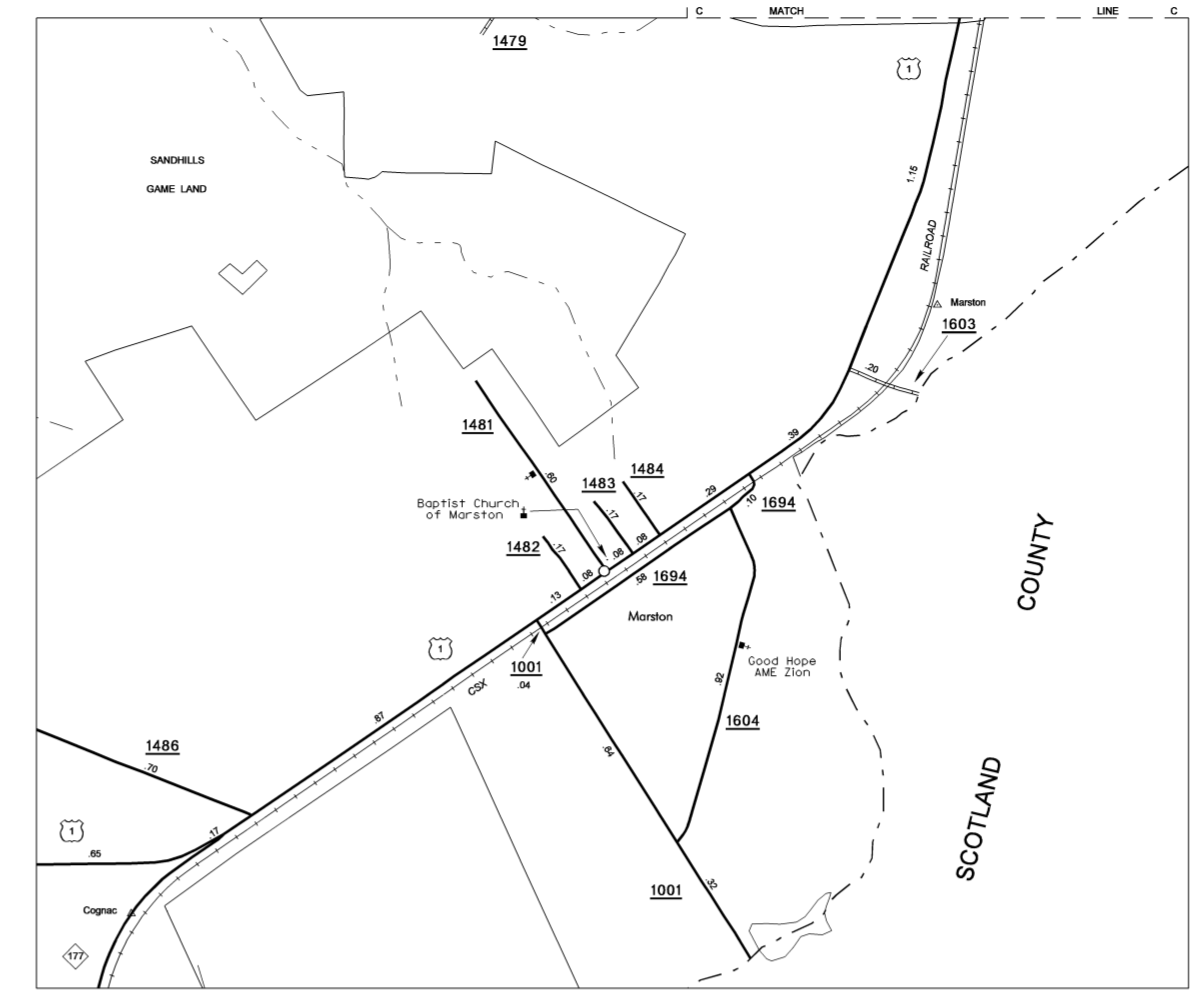 C MATCH LINE C
1479
1
SANDHILLS
GAME LAND
1.15
RAILROAD
Marston
1603
.20
.39
1481
.60
1483
1484
.17
.17
.29
Baptist Church
of Marston
.10
1694
1482
.17
.08
.08
.08
1694
.58
.13
Marston
COUNTY
1
1001
.04
CSX
Good Hope
AME Zion
.92
1604
.87
.84
1486
.70
SCOTLAND
1
.17
.65
1001
.32
Cognac
177